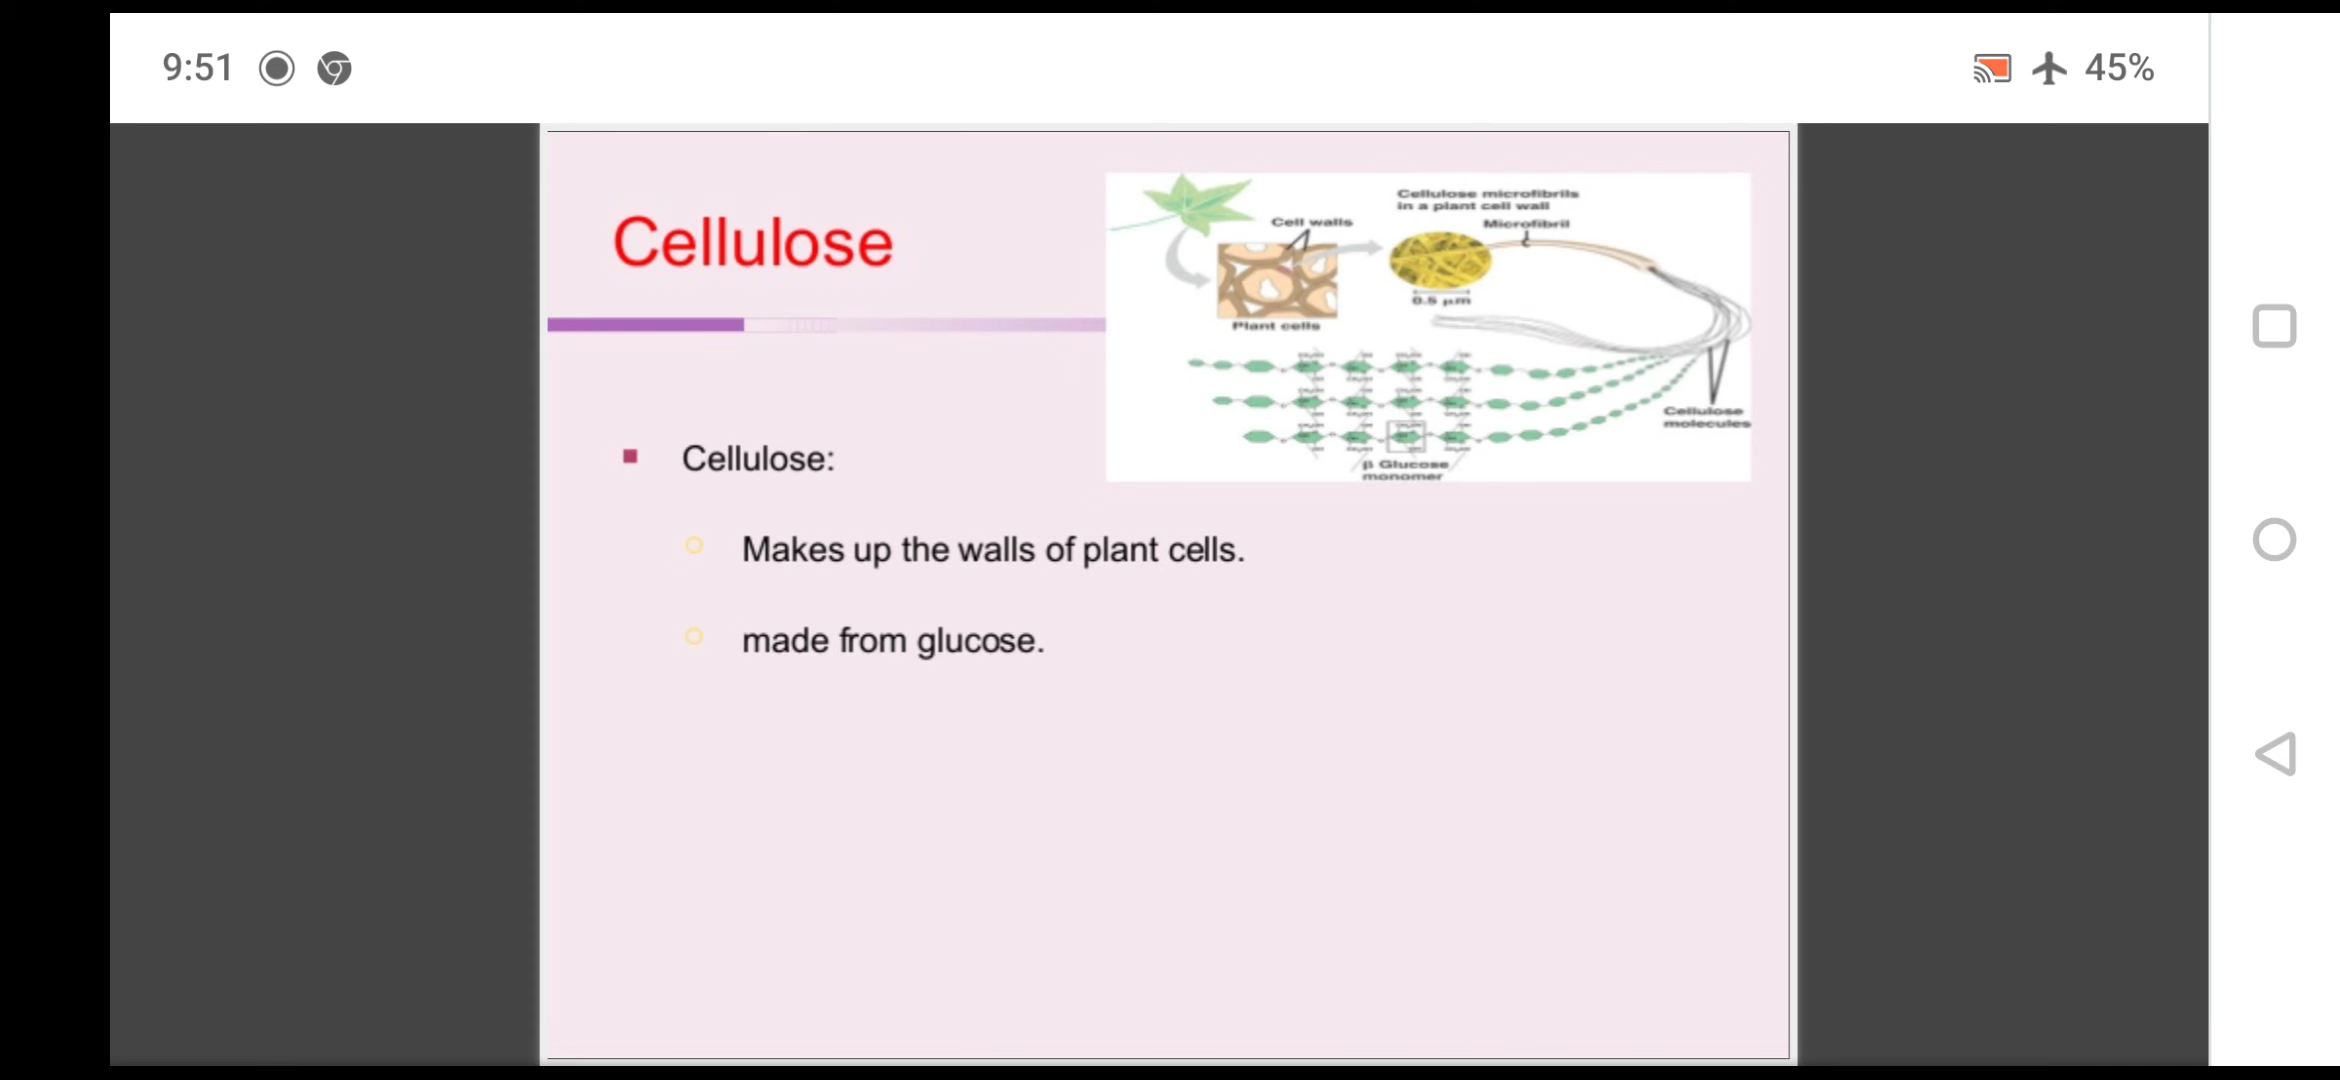 9:51
45%
Cellulose
Cellulose microfibrils
in a plant cell wall
Cell walls
Microfibril
0.5 µm
Plant cells
Cellulose
molecules
β Glucose
monomer
Cellulose:
Makes up the walls of plant cells.
made from glucose.